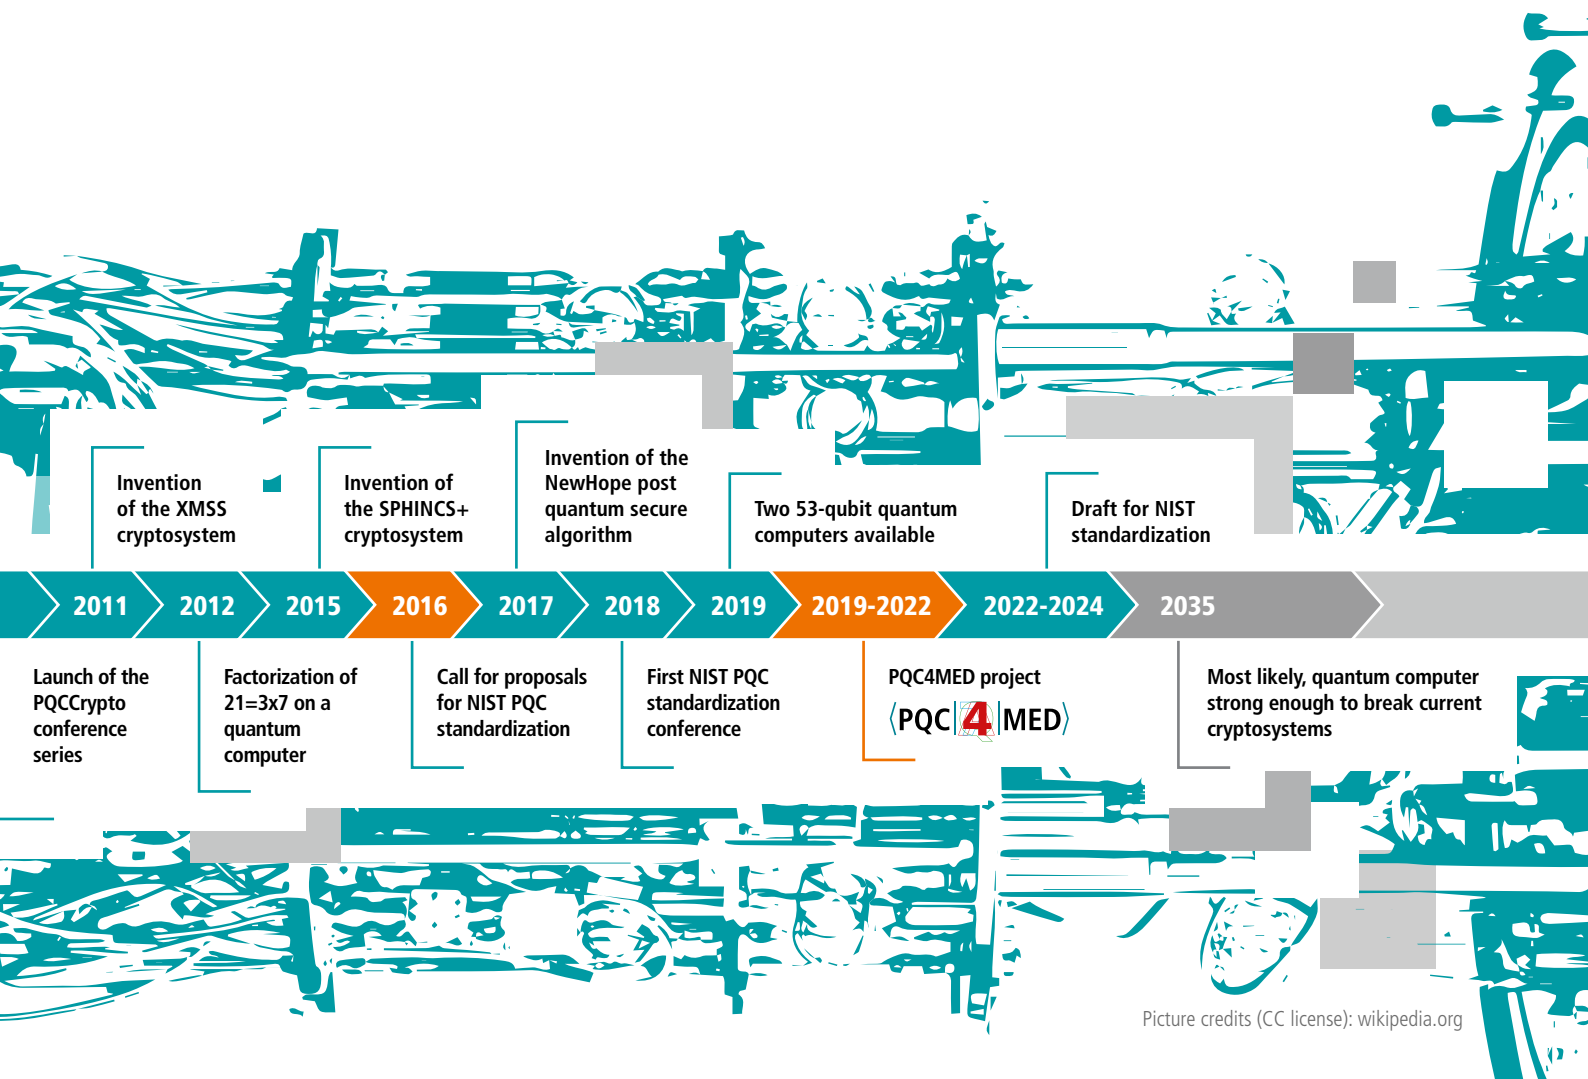 Invention
of the XMSS
cryptosystem
Invention of
the SPHINCS+
cryptosystem
Invention of the
NewHope post
quantum secure
algorithm
Two 53-qubit quantum
computers available
Draft for NIST
standardization
2011
2012
2015
2016
2017
2018
2019
2019-2022
2022-2024
2035
Launch of the
PQCCrypto
conference
series
Factorization of
21=3x7 on a
quantum
computer
Call for proposals
for NIST PQC
standardization
First NIST PQC
standardization
conference
PQC4MED project
⟨PQC|4|MED⟩
Most likely, quantum computer
strong enough to break current
cryptosystems
Picture credits (CC license): wikipedia.org